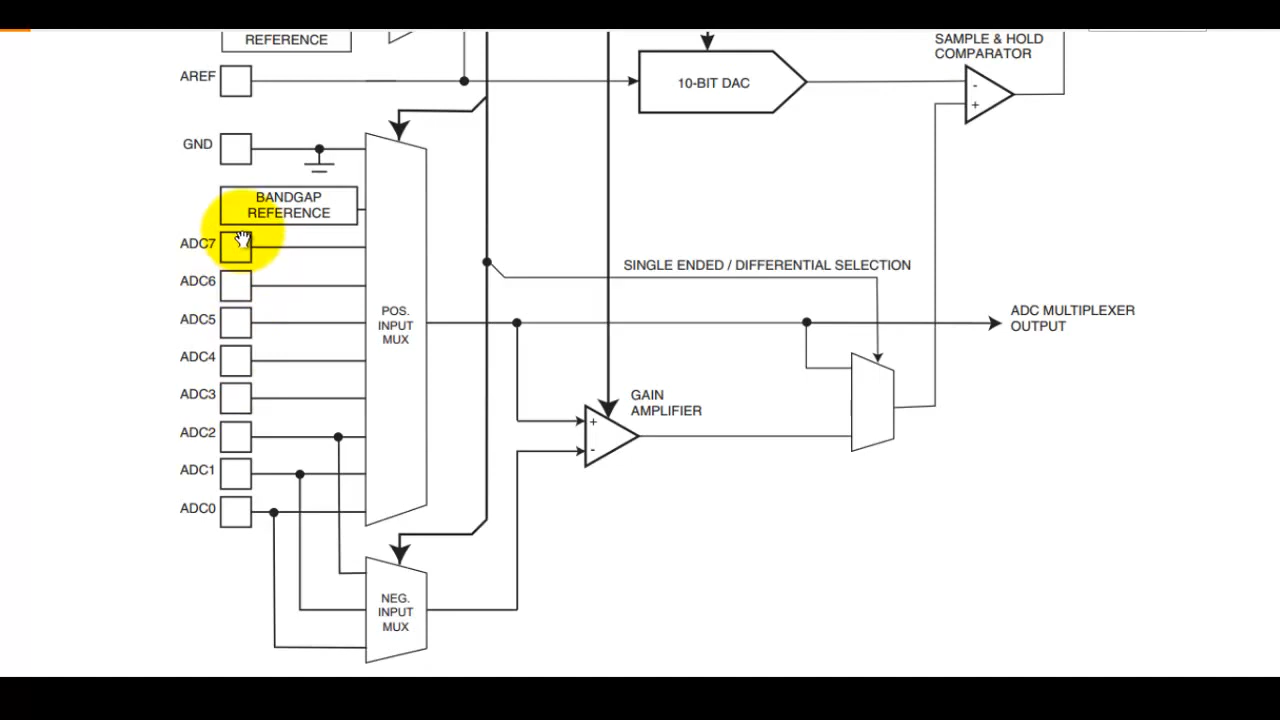 REFERENCE
SAMPLE & HOLD
COMPARATOR
AREF
10-BIT DAC
-
+
GND
BANDGAP
REFERENCE
ADC7
SINGLE ENDED / DIFFERENTIAL SELECTION
ADC6
ADC5
POS.
INPUT
MUX
ADC MULTIPLEXER
OUTPUT
ADC4
ADC3
GAIN
AMPLIFIER
+
-
ADC2
ADC1
ADC0
NEG.
INPUT
MUX